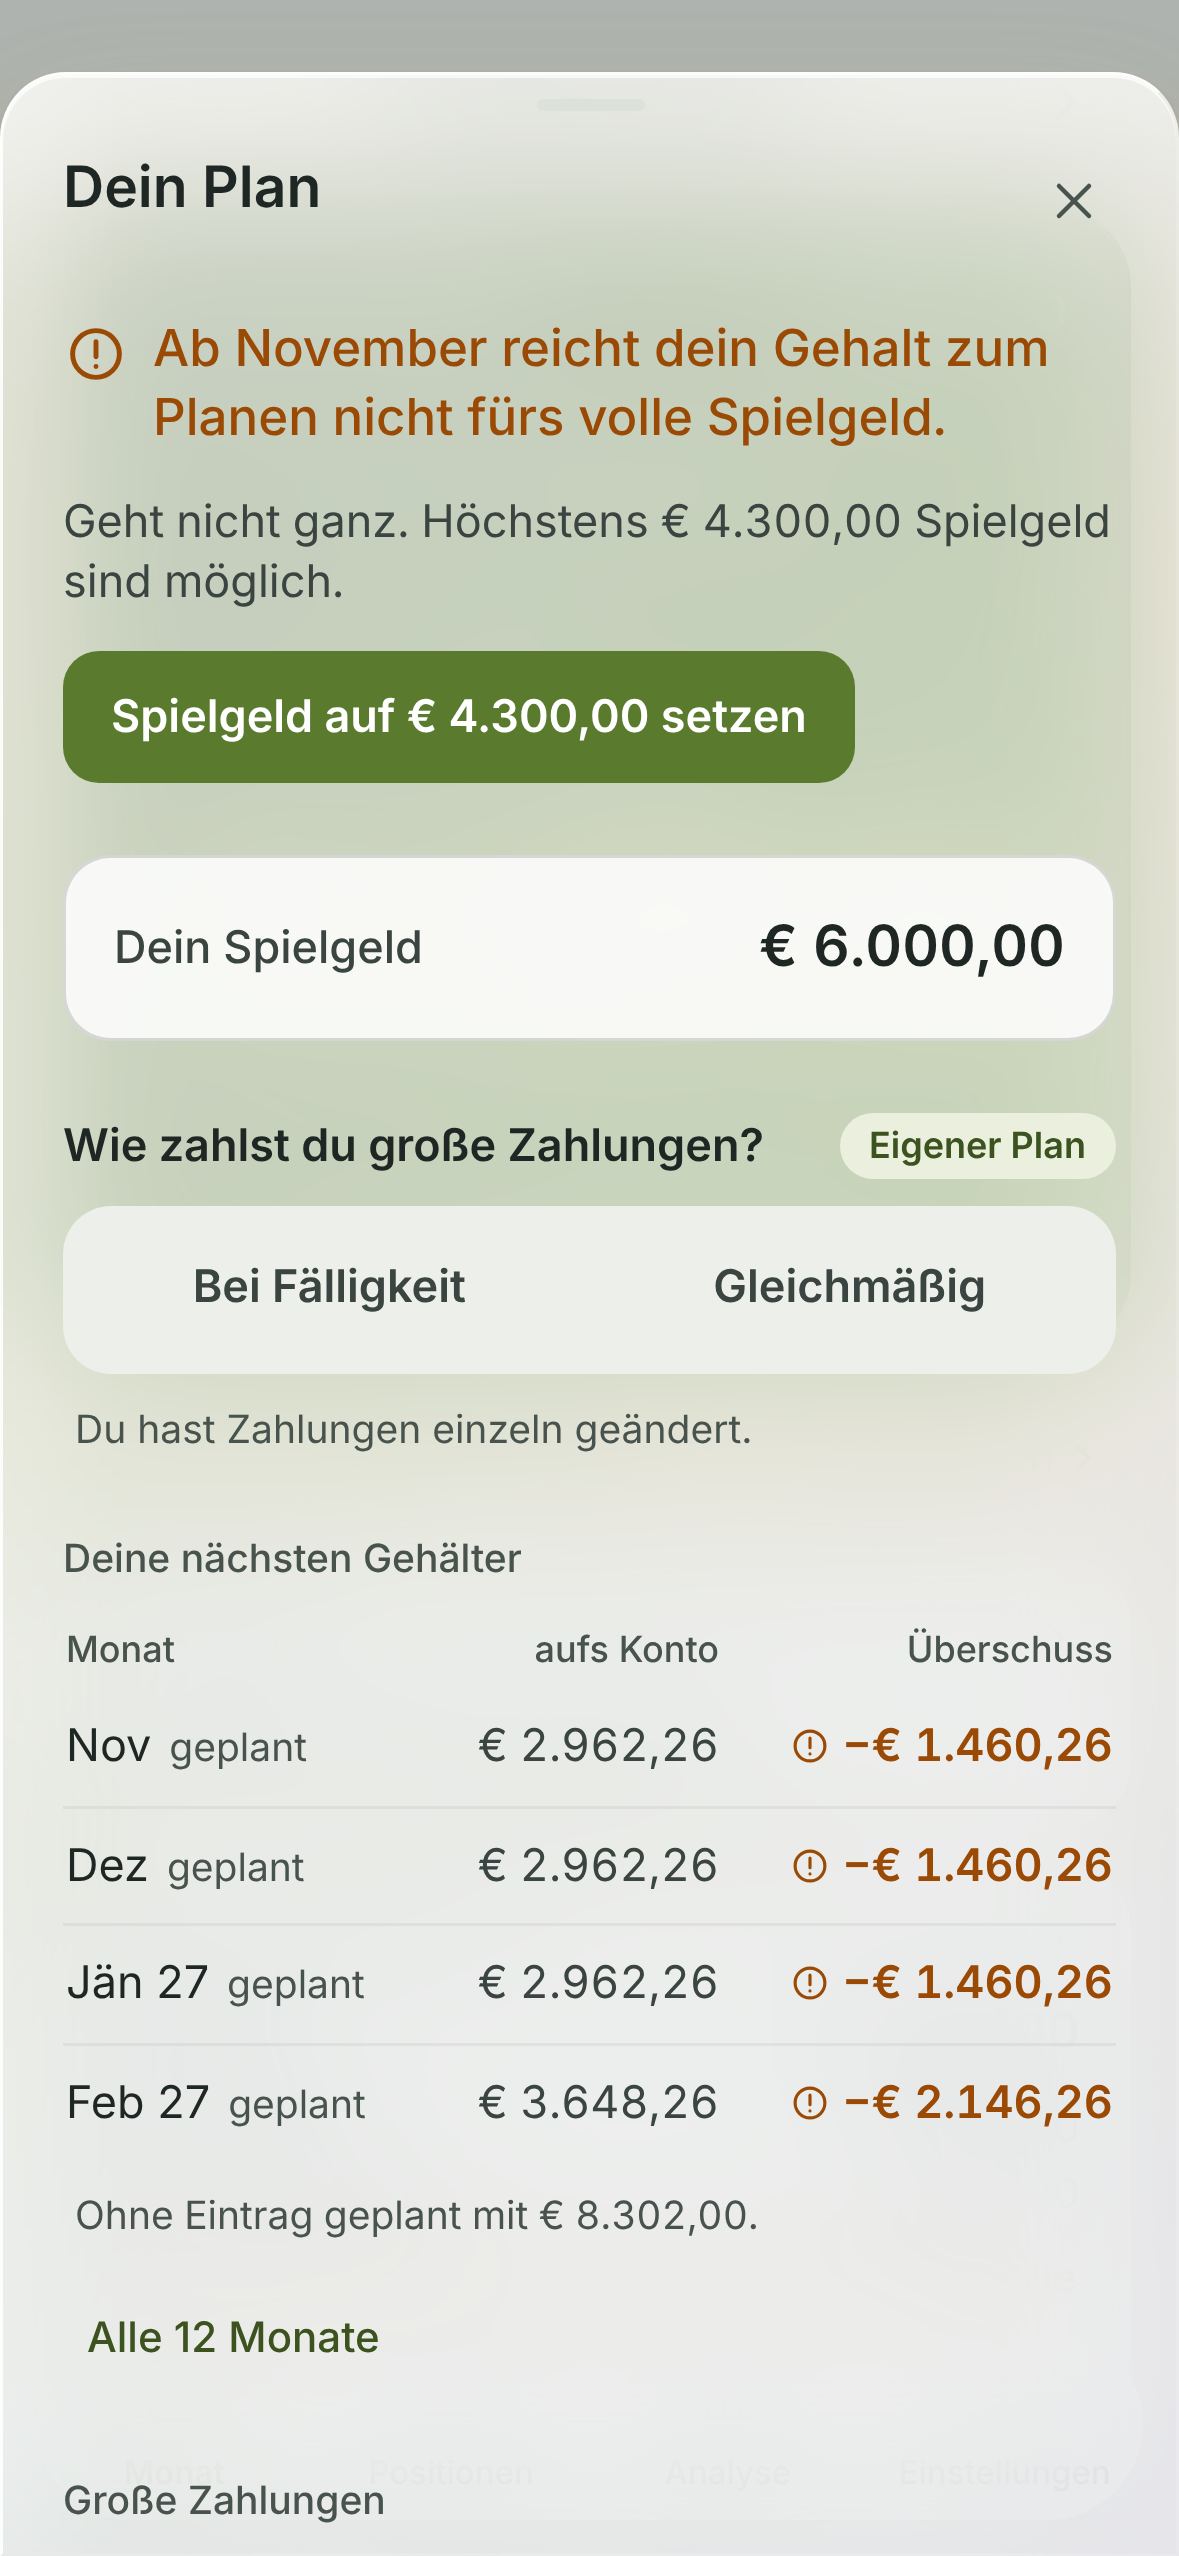 Dein Plan
Ab November reicht dein Gehalt zum
Planen nicht fürs volle Spielgeld.
Geht nicht ganz. Höchstens € 4.300,00 Spielgeld
sind möglich.
Spielgeld auf € 4.300,00 setzen
Dein Spielgeld € 6.000,00
Wie zahlst du große Zahlungen? Eigener Plan
Bei Fälligkeit Gleichmäßig
Du hast Zahlungen einzeln geändert.
Deine nächsten Gehälter
Monat aufs Konto Überschuss
Nov geplant € 2.962,26 −€ 1.460,26
Dez geplant € 2.962,26 −€ 1.460,26
Jän 27 geplant € 2.962,26 −€ 1.460,26
Feb 27 geplant € 3.648,26 −€ 2.146,26
Ohne Eintrag geplant mit € 8.302,00.
Alle 12 Monate
Monat Positionen Analyse Einstellungen
Große Zahlungen